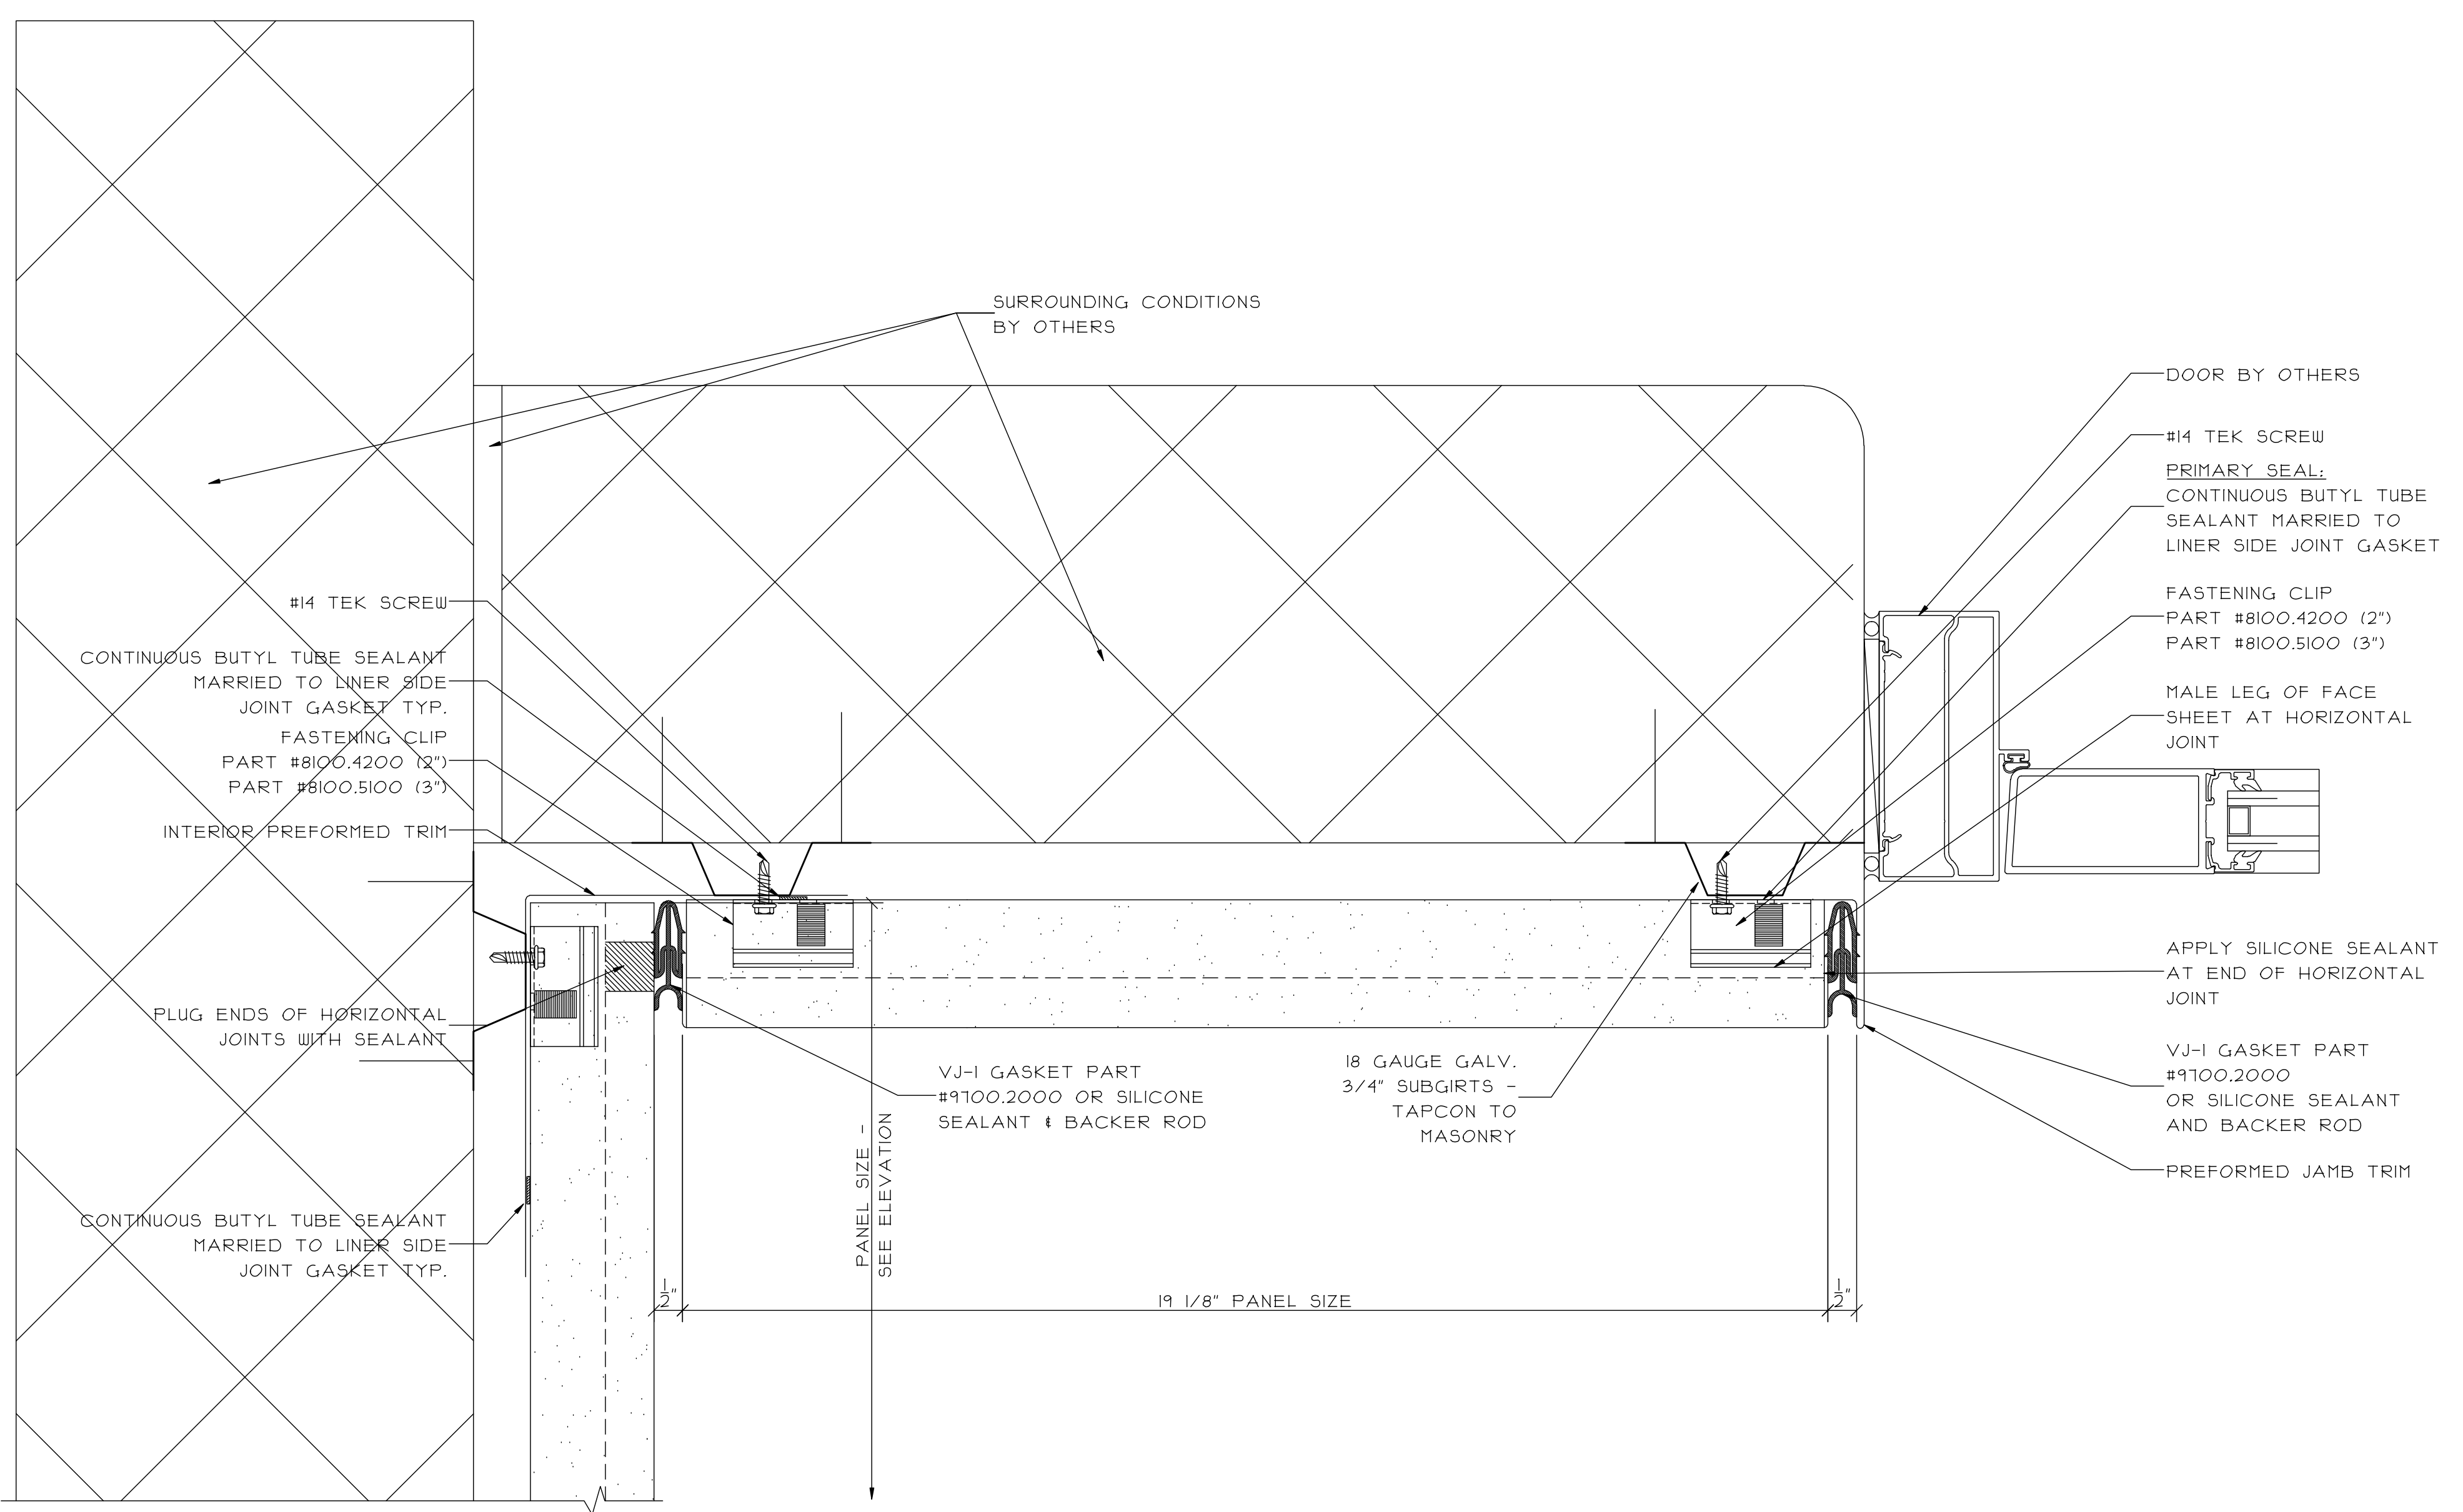 SURROUNDING CONDITIONS
BY OTHERS
#14 TEK SCREW
CONTINUOUS BUTYL TUBE SEALANT
MARRIED TO LINER SIDE
JOINT GASKET TYP.
FASTENING CLIP
PART #8100.4200 (2")
PART #8100.5100 (3")
INTERIOR PREFORMED TRIM
PLUG ENDS OF HORIZONTAL
JOINTS WITH SEALANT
CONTINUOUS BUTYL TUBE SEALANT
MARRIED TO LINER SIDE
JOINT GASKET TYP.
VJ-1 GASKET PART
#9700.2000 OR SILICONE
SEALANT & BACKER ROD
PANEL SIZE -
SEE ELEVATION
18 GAUGE GALV.
3/4" SUBGIRTS -
TAPCON TO
MASONRY
1/2"
19 1/8" PANEL SIZE
1/2"
DOOR BY OTHERS
#14 TEK SCREW
PRIMARY SEAL:
CONTINUOUS BUTYL TUBE
SEALANT MARRIED TO
LINER SIDE JOINT GASKET
FASTENING CLIP
PART #8100.4200 (2")
PART #8100.5100 (3")
MALE LEG OF FACE
SHEET AT HORIZONTAL
JOINT
APPLY SILICONE SEALANT
AT END OF HORIZONTAL
JOINT
VJ-1 GASKET PART
#9700.2000
OR SILICONE SEALANT
AND BACKER ROD
PREFORMED JAMB TRIM